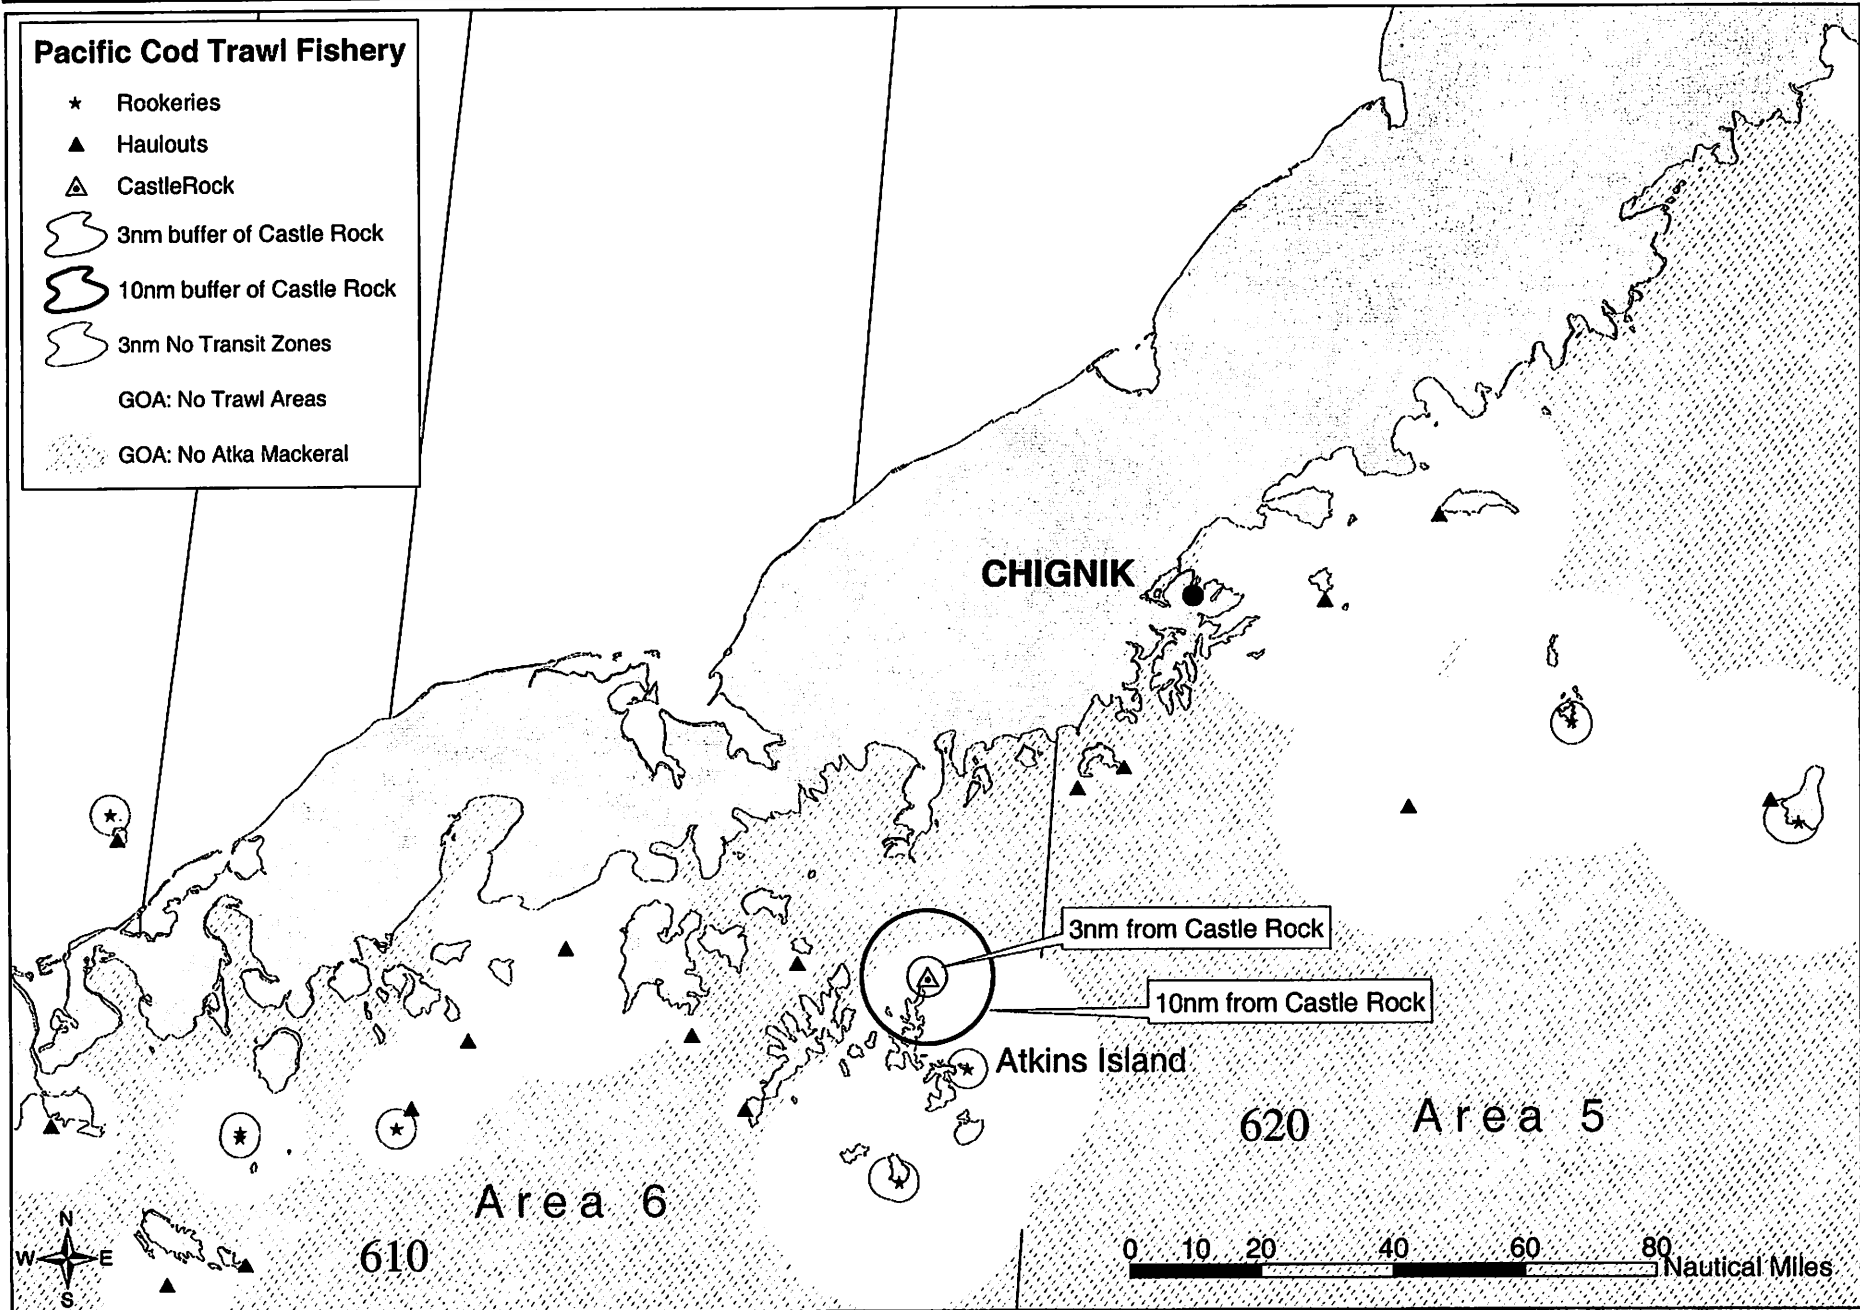 Pacific Cod Trawl Fishery
Rookeries
Haulouts
CastleRock
3nm buffer of Castle Rock
10nm buffer of Castle Rock
3nm No Transit Zones
GOA: No Trawl Areas
GOA: No Atka Mackeral
CHIGNIK
3nm from Castle Rock
10nm from Castle Rock
Atkins Island
620 Area 5
Area 6
610
N
W E
S
0 10 20 40 60 80
Nautical Miles